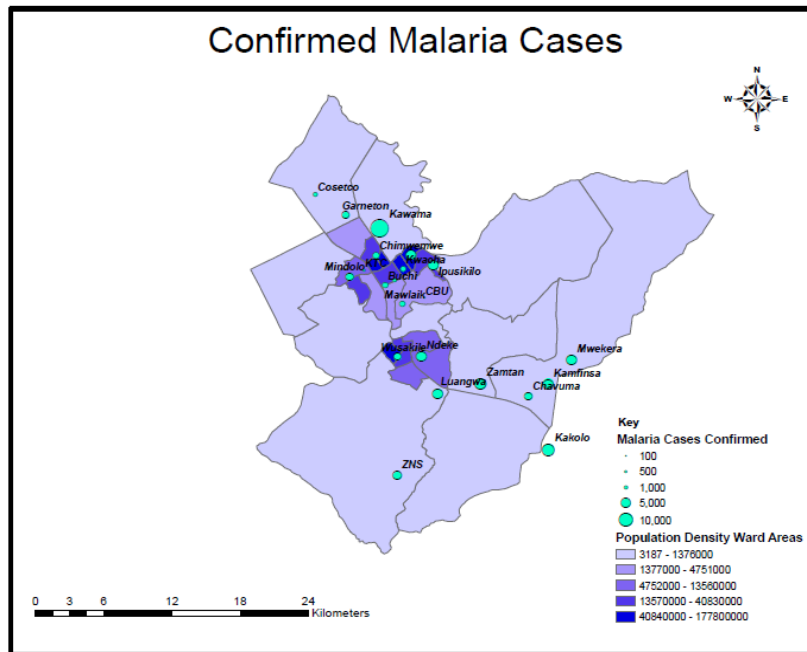 Confirmed Malaria Cases
N
W E
S
Cosetco
Garneton
Kawama
Chimwemwe
Kwacha
Ipusikilo
Mindolo
Buchi
CBU
Mawlaik
Wusakile
Ndeke
Mwekera
Zamtan
Kamfinsa
Luangwa
Chavuma
Kakolo
ZNS
Key
Malaria Cases Confirmed
100
500
1,000
5,000
10,000
Population Density Ward Areas
3187 - 1376000
1377000 - 4751000
4752000 - 13560000
13570000 - 40830000
40840000 - 177800000
0 3 6 12 18 24
Kilometers